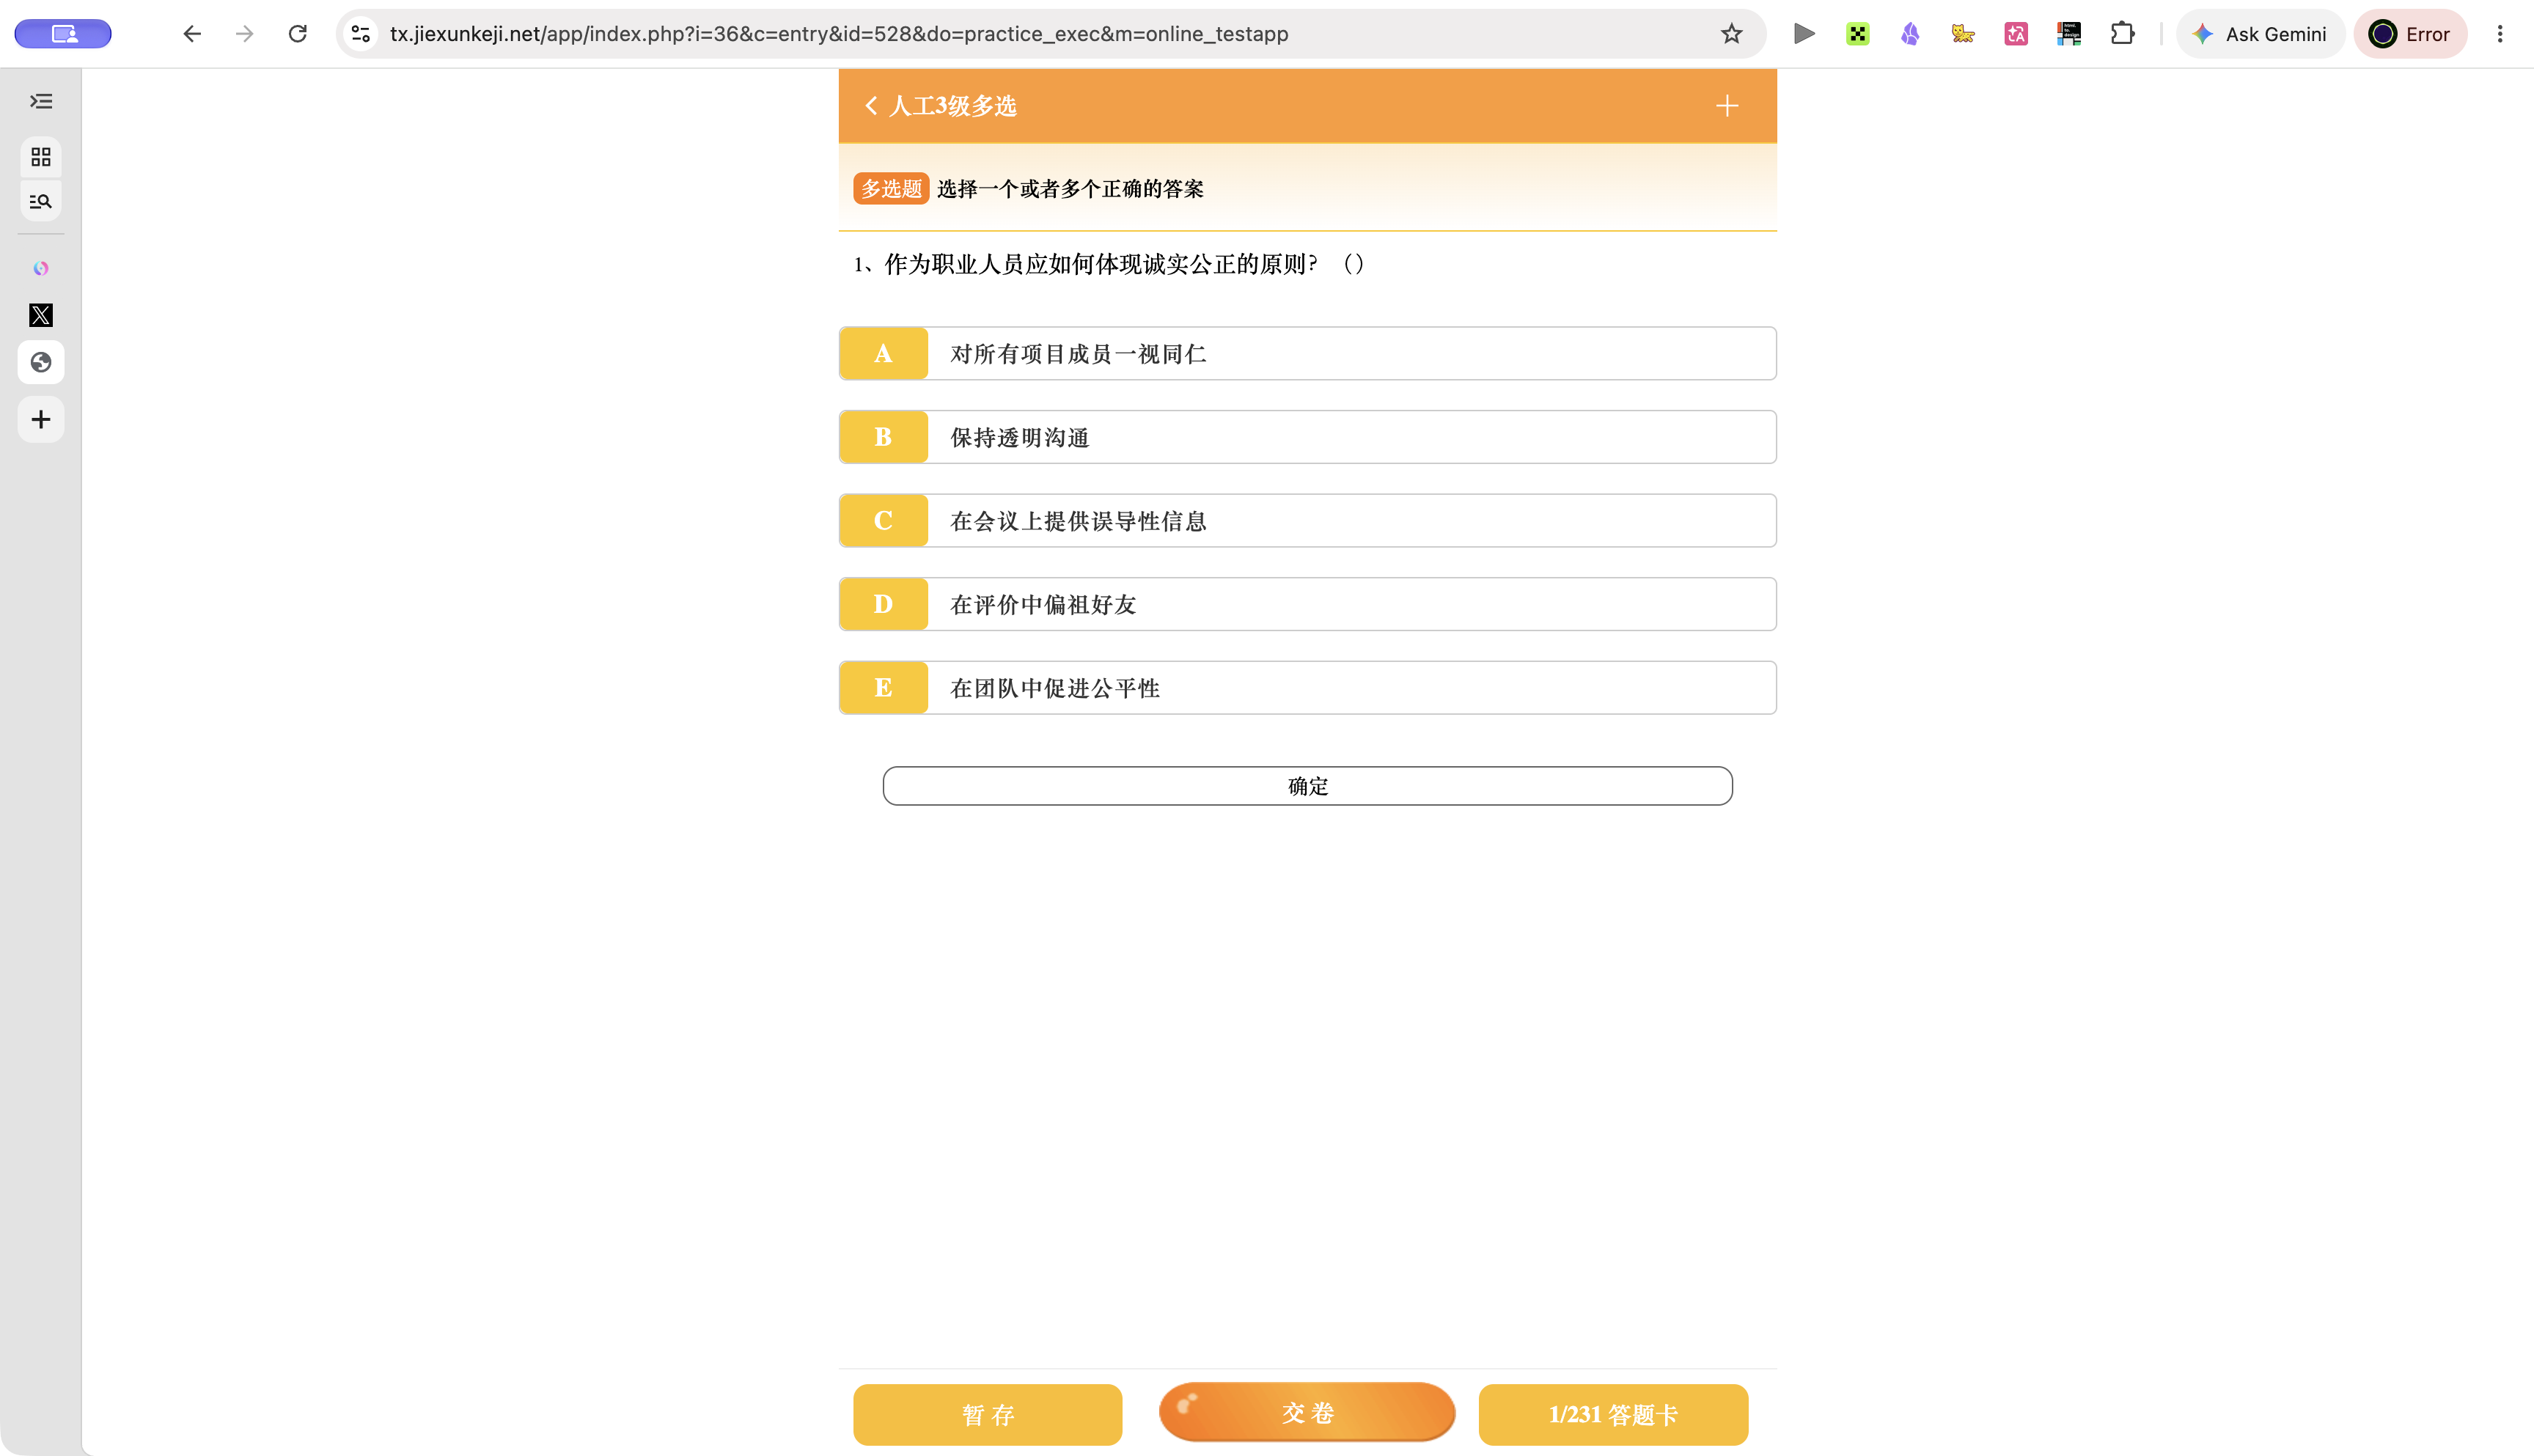 tx.jiexunkeji.net/app/index.php?i=36&c=entry&id=528&do=practice_exec&m=online_testapp
Ask Gemini
Error
人工3级多选
多选题 选择一个或者多个正确的答案
1、作为职业人员应如何体现诚实公正的原则?（）
A 对所有项目成员一视同仁
B 保持透明沟通
C 在会议上提供误导性信息
D 在评价中偏祖好友
E 在团队中促进公平性
确定
暂 存
交 卷
1/231 答题卡